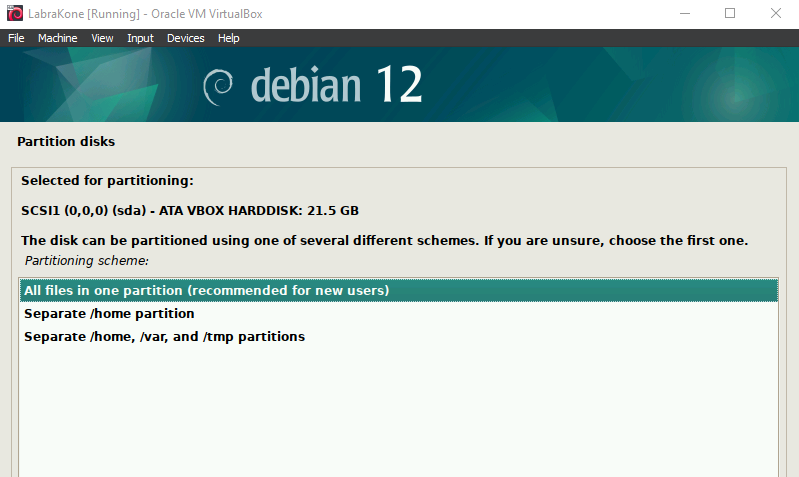 LabraKone [Running] - Oracle VM VirtualBox
File Machine View Input Devices Help
debian 12
Partition disks
Selected for partitioning:
SCSI1 (0,0,0) (sda) - ATA VBOX HARDDISK: 21.5 GB
The disk can be partitioned using one of several different schemes. If you are unsure, choose the first one.
Partitioning scheme:
All files in one partition (recommended for new users)
Separate /home partition
Separate /home, /var, and /tmp partitions